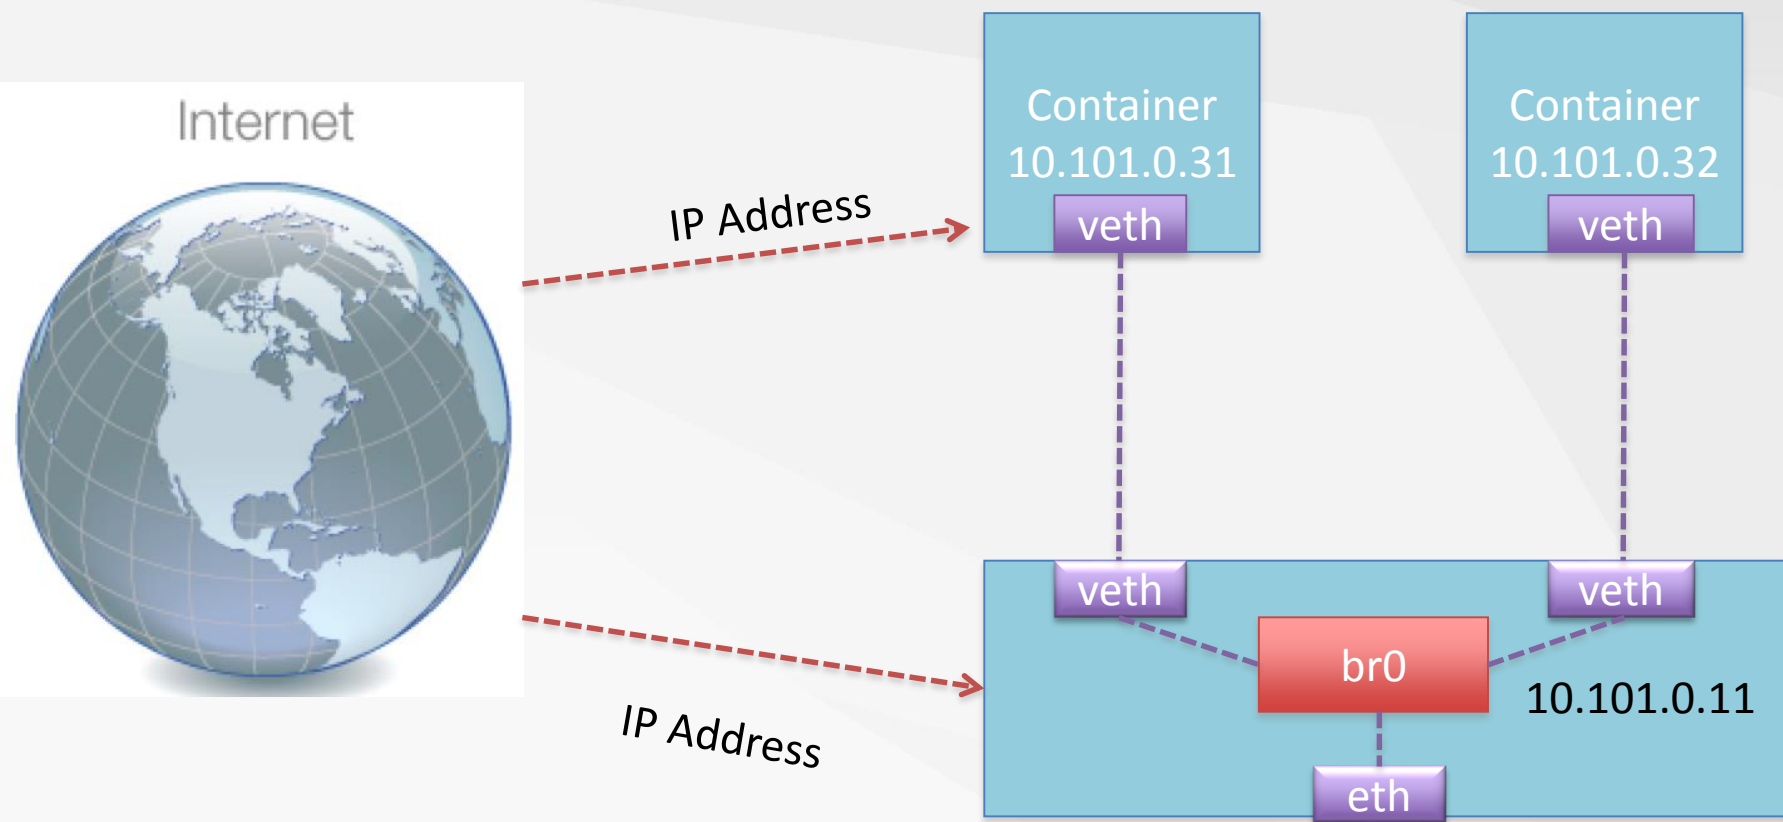 Internet
IP Address
Container
10.101.0.31
veth
Container
10.101.0.32
veth
IP Address
veth
veth
br0
10.101.0.11
eth